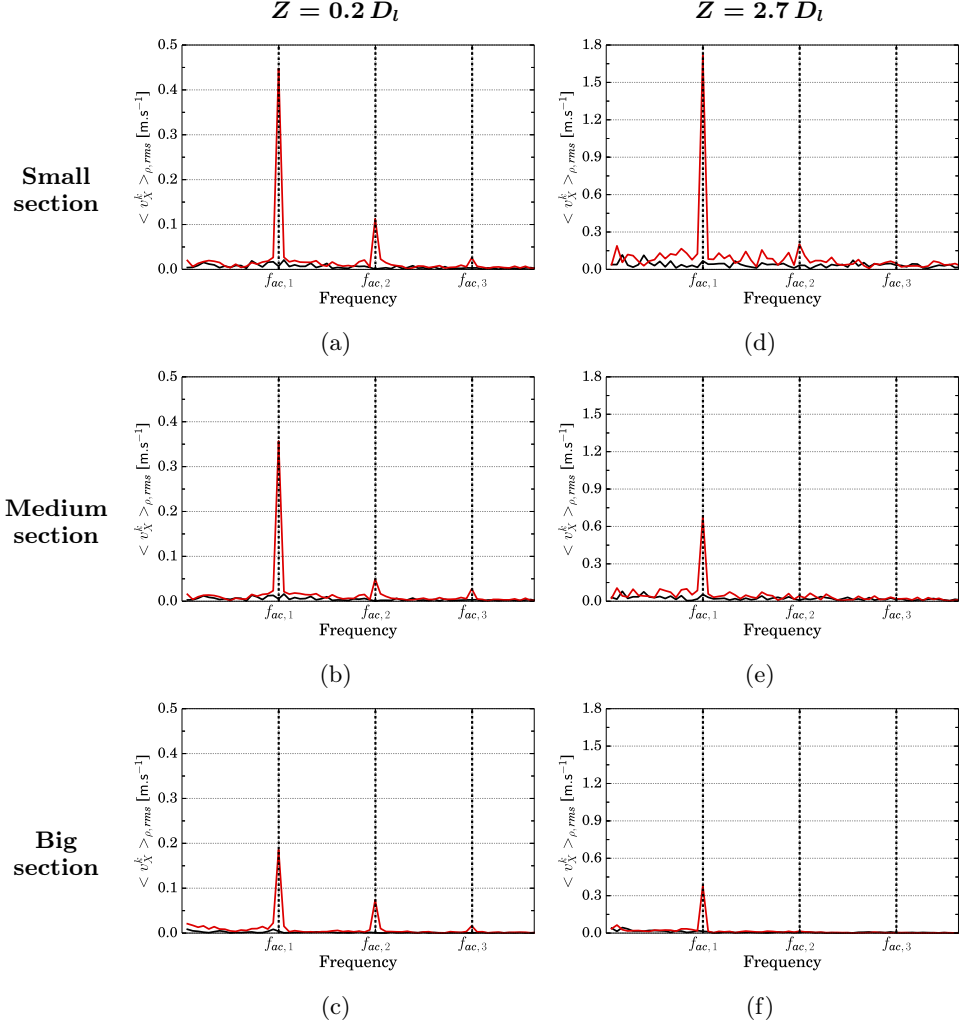 Z = 0.2 D_l
Z = 2.7 D_l
Small
section
< v_X^k >_{ρ,rms} [m.s⁻¹]
0.5
0.4
0.3
0.2
0.1
0.0
f_{ac,1}
f_{ac,2}
f_{ac,3}
Frequency
(a)
< v_X^k >_{ρ,rms} [m.s⁻¹]
1.8
1.5
1.2
0.9
0.6
0.3
0.0
f_{ac,1}
f_{ac,2}
f_{ac,3}
Frequency
(d)
Medium
section
< v_X^k >_{ρ,rms} [m.s⁻¹]
0.5
0.4
0.3
0.2
0.1
0.0
f_{ac,1}
f_{ac,2}
f_{ac,3}
Frequency
(b)
< v_X^k >_{ρ,rms} [m.s⁻¹]
1.8
1.5
1.2
0.9
0.6
0.3
0.0
f_{ac,1}
f_{ac,2}
f_{ac,3}
Frequency
(e)
Big
section
< v_X^k >_{ρ,rms} [m.s⁻¹]
0.5
0.4
0.3
0.2
0.1
0.0
f_{ac,1}
f_{ac,2}
f_{ac,3}
Frequency
(c)
< v_X^k >_{ρ,rms} [m.s⁻¹]
1.8
1.5
1.2
0.9
0.6
0.3
0.0
f_{ac,1}
f_{ac,2}
f_{ac,3}
Frequency
(f)